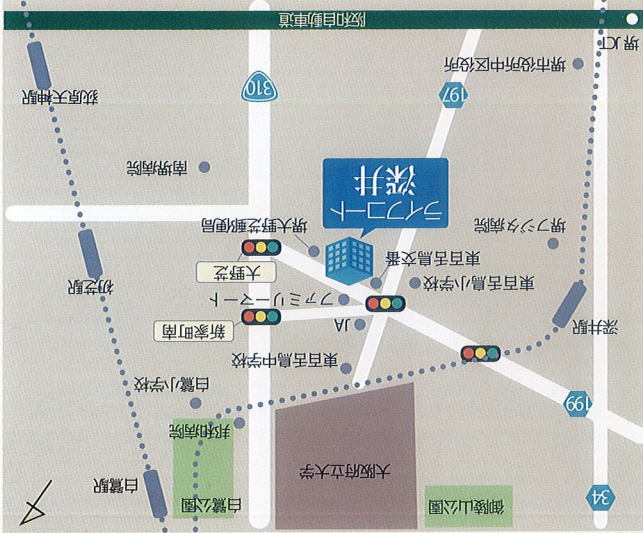 34
御陵山公園
大阪府立大学
白鷺公園
白鷺駅
199
邦和病院
白鷺小学校
東百舌鳥中学校
深井駅
JA
新家町南
ファミリーマート
初芝駅
東百舌鳥小学校
東百舌鳥交番
大野芝
堺フジタ病院
堺大野芝郵便局
ライフコート
深井
南堺病院
197
310
萩原天神駅
堺市役所中区役所
堺JCT
阪和自動車道